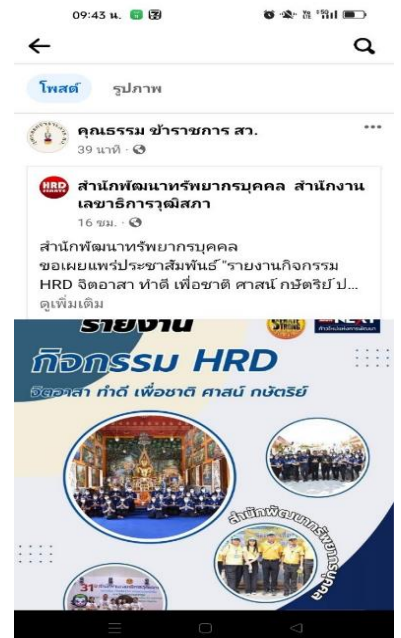 09:43 น.
โพสต์ รูปภาพ
คุณธรรม ข้าราชการ สว.
39 นาที
HRD
สำนักพัฒนาทรัพยากรบุคคล สำนักงาน
เลขาธิการวุฒิสภา
16 ชม.
สำนักพัฒนาทรัพยากรบุคคล
ขอเผยแพร่ประชาสัมพันธ์ "รายงานกิจกรรม
HRD จิตอาสา ทำดี เพื่อชาติ ศาสน์ กษัตริย์ ป...
ดูเพิ่มเติม
รายงาน
กิจกรรม HRD
จิตอาสา ทำดี เพื่อชาติ ศาสน์ กษัตริย์
สำนักพัฒนาทรัพยากรบุคคล
31